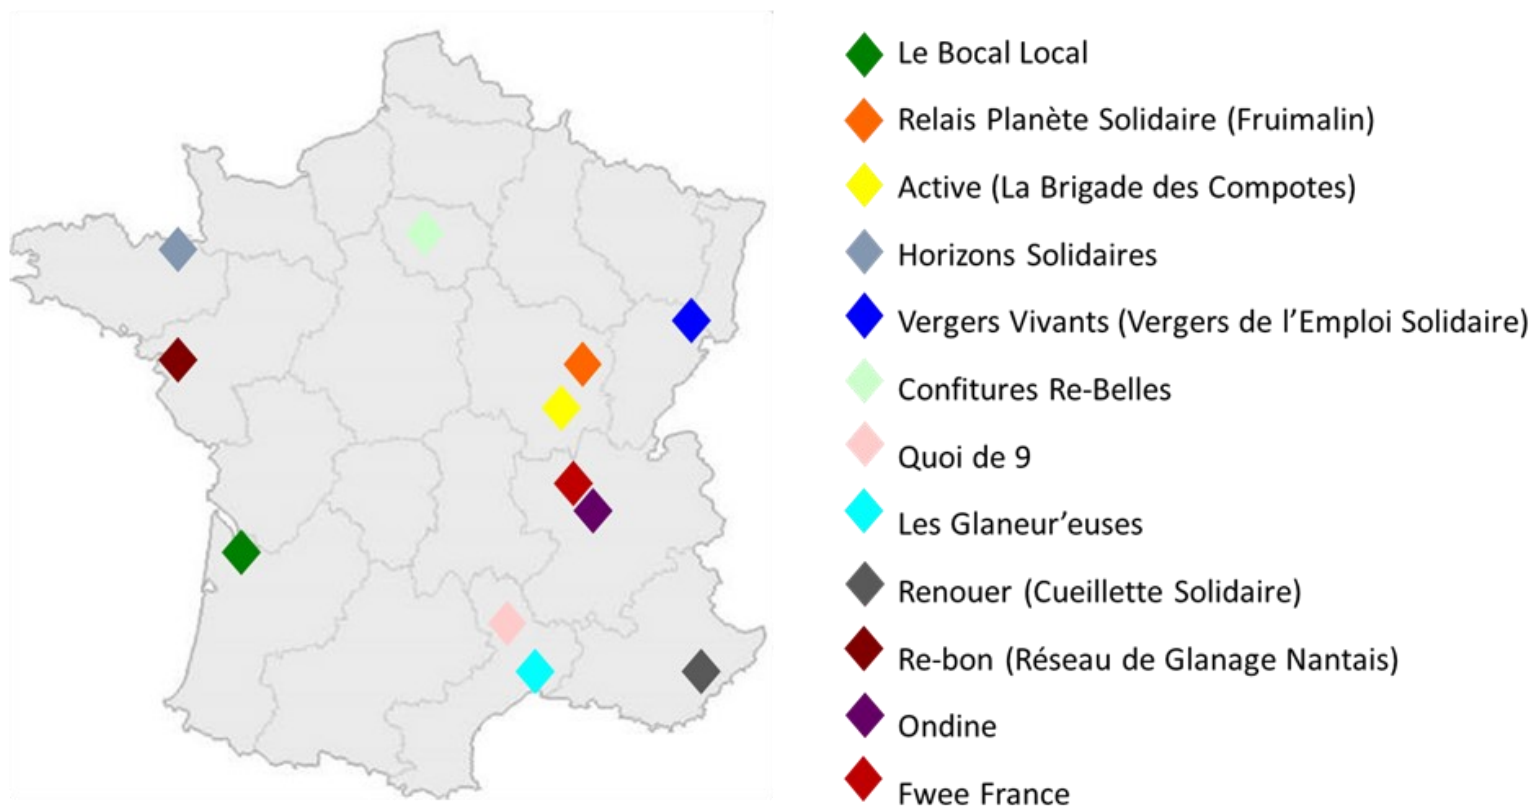 Le Bocal Local
Relais Planète Solidaire (Fruimalin)
Active (La Brigade des Compotes)
Horizons Solidaires
Vergers Vivants (Vergers de l’Emploi Solidaire)
Confitures Re-Belles
Quoi de 9
Les Glaneur’euses
Renouer (Cueillette Solidaire)
Re-bon (Réseau de Glanage Nantais)
Ondine
Fwee France